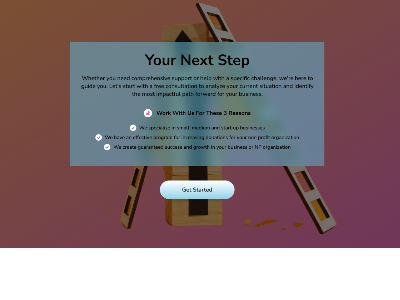 Your Next Step
Whether you need comprehensive support or help with a specific challenge, we're here to
guide you. Let's start with a free consultation to analyze your current situation and identify
the most impactful path forward for your business.
Work With Us For These 3 Reasons
We specialize in small, medium and start up businesses
We have an effective program for increasing donations for your non-profit organization
We create guaranteed success and growth in your business or NP organization
Get Started